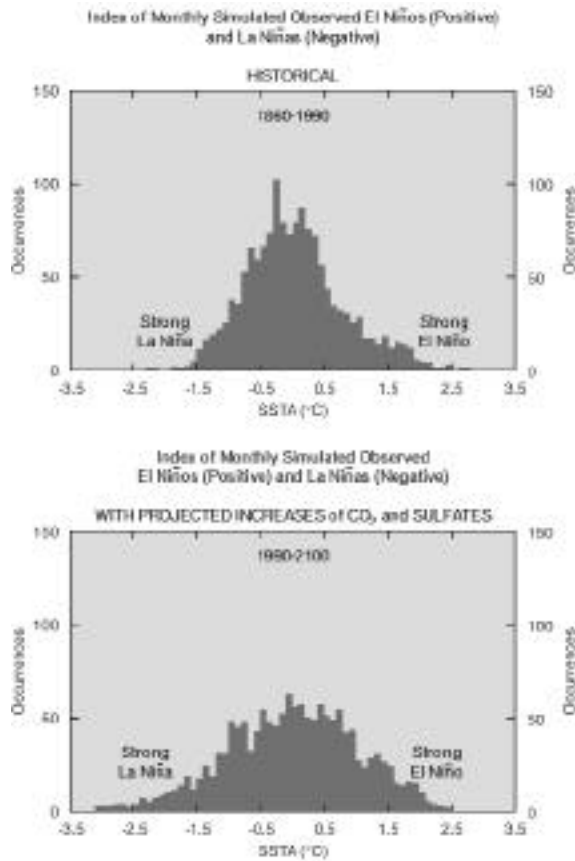 Index of Monthly Simulated Observed El Niños (Positive)
and La Niñas (Negative)
HISTORICAL
150
150
1860-1990
100
100
Occurrences
Occurrences
50
50
Strong
La Niña
Strong
El Niño
0
0
-3.5 -2.5 -1.5 -0.5 0.5 1.5 2.5 3.5
SSTA (°C)
Index of Monthly Simulated Observed
El Niños (Positive) and La Niñas (Negative)
WITH PROJECTED INCREASES of CO₂ and SULFATES
150
150
1990-2100
100
100
Occurrences
Occurrences
50
50
Strong
La Niña
Strong
El Niño
0
0
-3.5 -2.5 -1.5 -0.5 0.5 1.5 2.5 3.5
SSTA (°C)